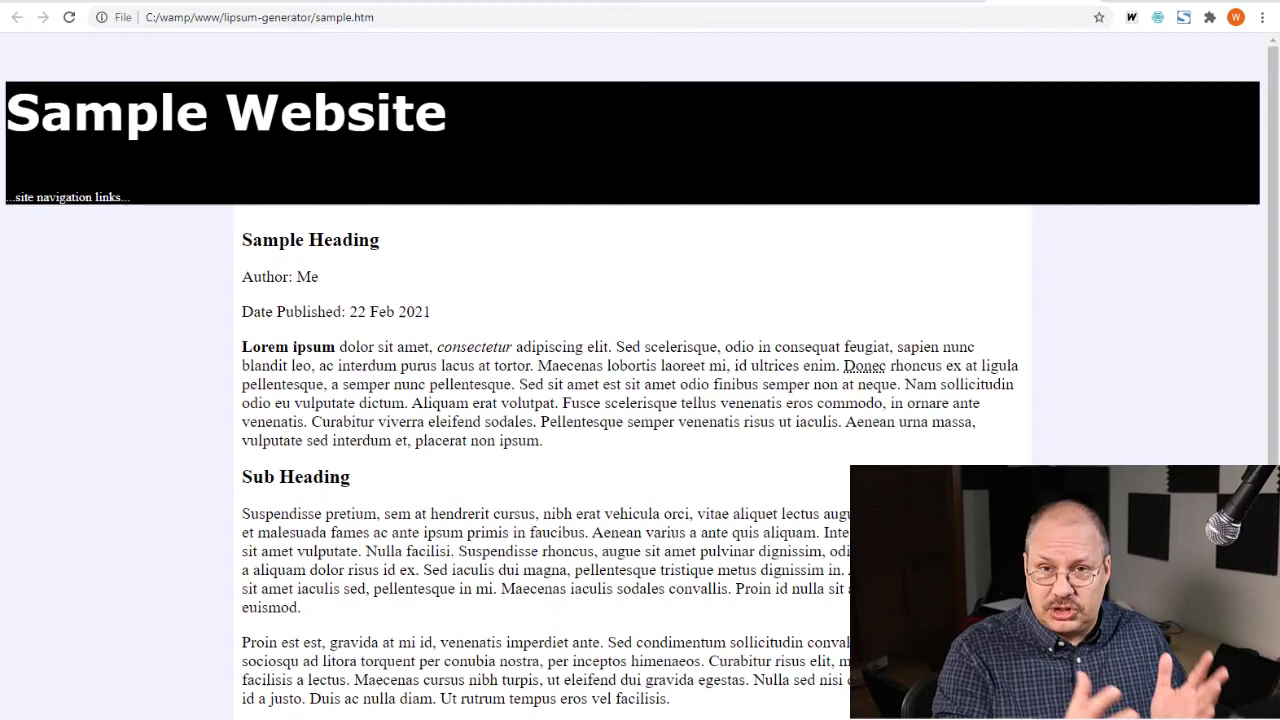 File C:/wamp/www/lipsum-generator/sample.htm W S W
Sample Website
...site navigation links...
Sample Heading
Author: Me
Date Published: 22 Feb 2021
Lorem ipsum dolor sit amet, consectetur adipiscing elit. Sed scelerisque, odio in consequat feugiat, sapien nunc
blandit leo, ac interdum purus lacus at tortor. Maecenas lobortis laoreet mi, id ultrices enim. Donec rhoncus ex at ligula
pellentesque, a semper nunc pellentesque. Sed sit amet est sit amet odio finibus semper non at neque. Nam sollicitudin
odio eu vulputate dictum. Aliquam erat volutpat. Fusce scelerisque tellus venenatis eros commodo, in ornare ante
venenatis. Curabitur viverra eleifend sodales. Pellentesque semper venenatis risus ut iaculis. Aenean urna massa,
vulputate sed interdum et, placerat non ipsum.
Sub Heading
Suspendisse pretium, sem at hendrerit cursus, nibh erat vehicula orci, vitae aliquet lectus
et malesuada fames ac ante ipsum primis in faucibus. Aenean varius a ante quis aliquam.
sit amet vulputate. Nulla facilisi. Suspendisse rhoncus, augue sit amet pulvinar dignissim,
a aliquam dolor risus id ex. Sed iaculis dui magna, pellentesque tristique metus dignissim in.
sit amet iaculis sed, pellentesque in mi. Maecenas iaculis sodales convallis. Proin id nulla sit
euismod.
Proin est est, gravida at mi id, venenatis imperdiet ante. Sed condimentum sollicitudin
sociosqu ad litora torquent per conubia nostra, per inceptos himenaeos. Curabitur risus elit,
facilisis a lectus. Maecenas cursus nibh turpis, ut eleifend dui gravida egestas. Nulla sed nisi
id a justo. Duis ac nulla diam. Ut rutrum tempus eros vel facilisis.